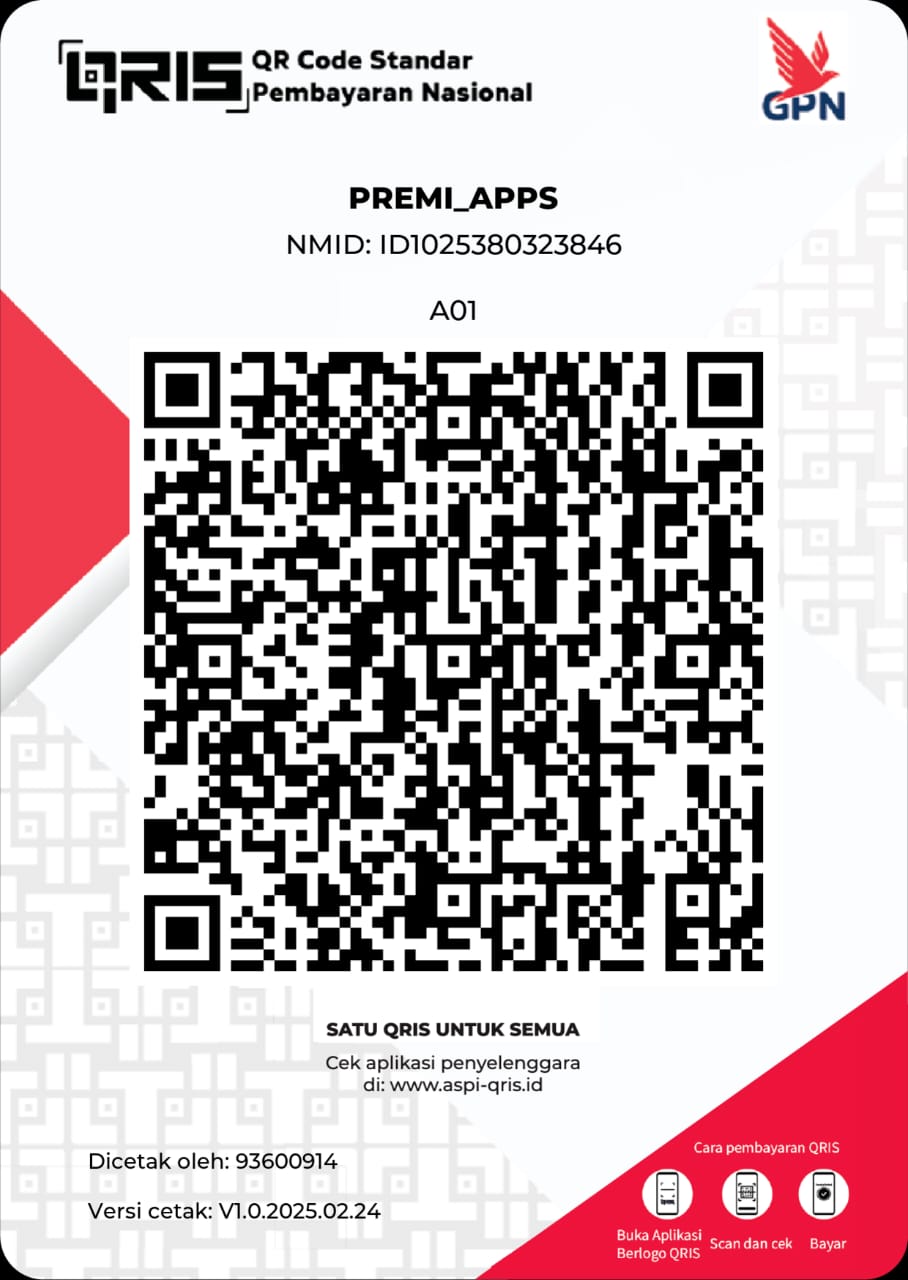 QRIS
QR Code Standar
Pembayaran Nasional
GPN
PREMI_APPS
NMID: ID1025380323846
A01
SATU QRIS UNTUK SEMUA
Cek aplikasi penyelenggara
di: www.aspi-qris.id
Dicetak oleh: 93600914
Versi cetak: V1.0.2025.02.24
Cara pembayaran QRIS
Buka Aplikasi
Berlogo QRIS
Scan dan cek
Bayar